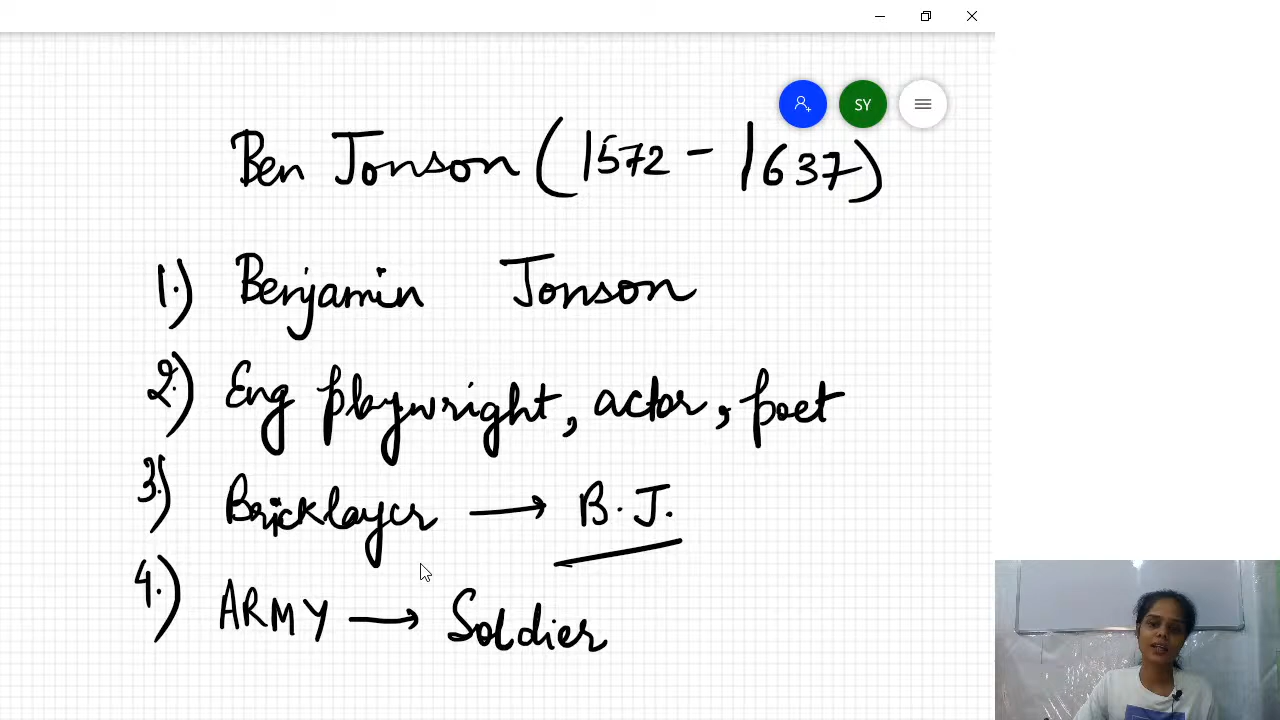 SY
Ben Jonson (1572 - 1637)
1.) Benjamin Jonson
2.) Eng playwright, actor, poet
3.) Bricklayer → B.J.
4.) ARMY → Soldier